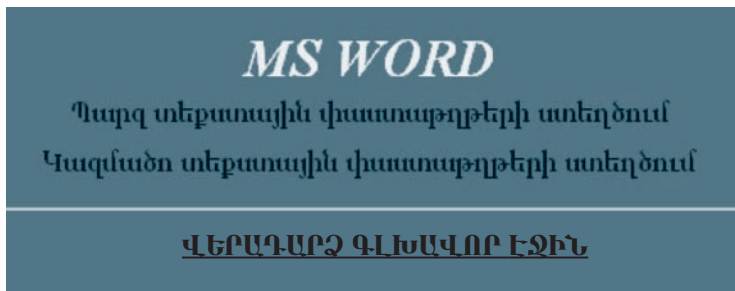 MS WORD
Պարզ տեքստային փաստաթղթերի ստեղծում
Կազմածո տեքստային փաստաթղթերի ստեղծում
ՎԵՐԱԴԱՐՁ ԳԼԽԱՎՈՐ ԷՋԻՆ